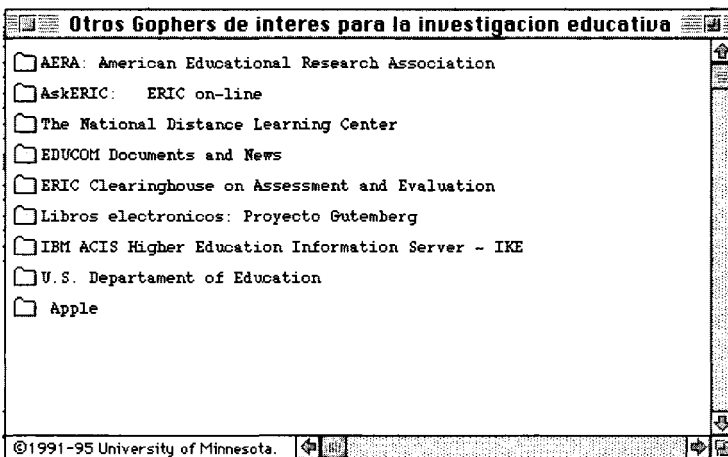 Otros Gophers de interes para la investigacion educativa
AERA: American Educational Research Association
AskERIC: ERIC on-line
The National Distance Learning Center
EDUCOM Documents and News
ERIC Clearinghouse on Assessment and Evaluation
Libros electronicos: Proyecto Gutemberg
IBM ACIS Higher Education Information Server - IKE
U.S. Departament of Education
Apple
©1991-95 University of Minnesota.